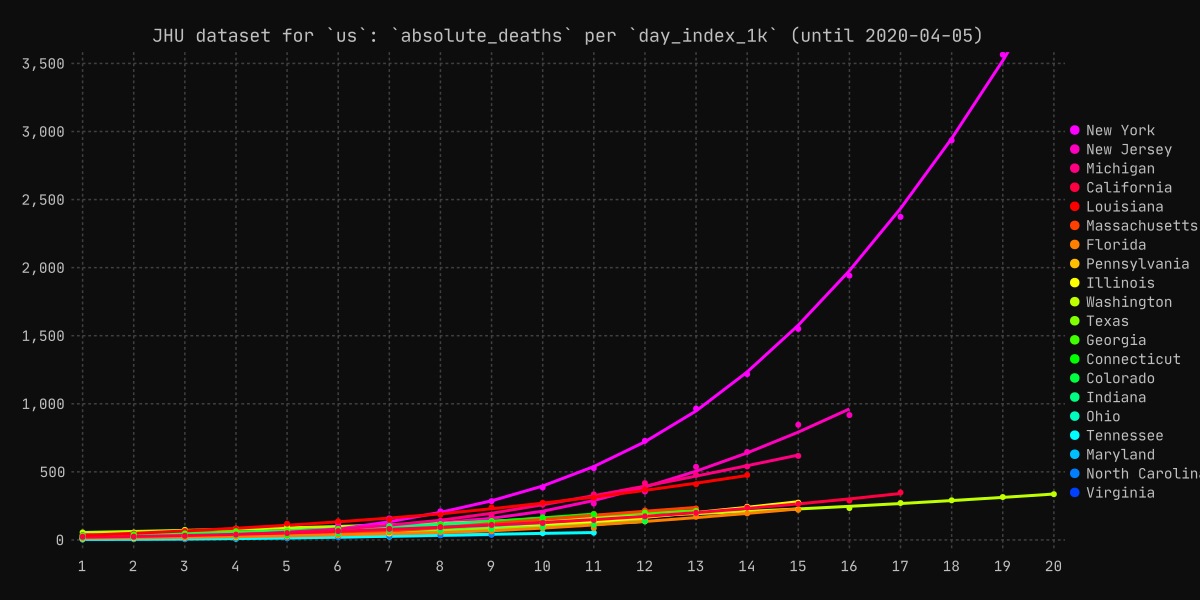 JHU dataset for `us`: `absolute_deaths` per `day_index_1k` (until 2020-04-05)
3,500
3,000
2,500
2,000
1,500
1,000
500
0
1 2 3 4 5 6 7 8 9 10 11 12 13 14 15 16 17 18 19 20
New York
New Jersey
Michigan
California
Louisiana
Massachusetts
Florida
Pennsylvania
Illinois
Washington
Texas
Georgia
Connecticut
Colorado
Indiana
Ohio
Tennessee
Maryland
North Carolin
Virginia